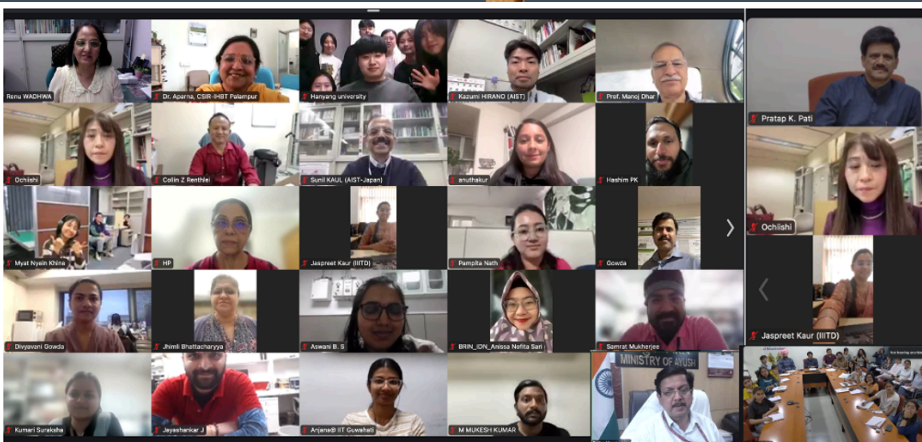 Renu WADHWA
Dr. Aparna, CSIR-IHBT Palampur
Hanyang university
Kazumi HIRANO (AIST)
Prof. Manoj Dhar
Pratap K. Pati
Ochiishi
Collin Z Renthlei
Sunil KAUL (AIST-Japan)
anuthakur
Hashim PK
Ochiishi
Myat Nyein Khine
HP
Jaspreet Kaur (IIITD)
Pampita Nath
Gowda
Jaspreet Kaur (IIITD)
Divyavani Gowda
Jhimli Bhattacharyya
Aswani B. S
BRIN_IDN_Anissa Nofita Sari
Samrat Mukherjee
MINISTRY OF AYUSH
Kumari Suraksha
Jayashankar J
Anjana@ IIT Guwahati
M MUKESH KUMAR